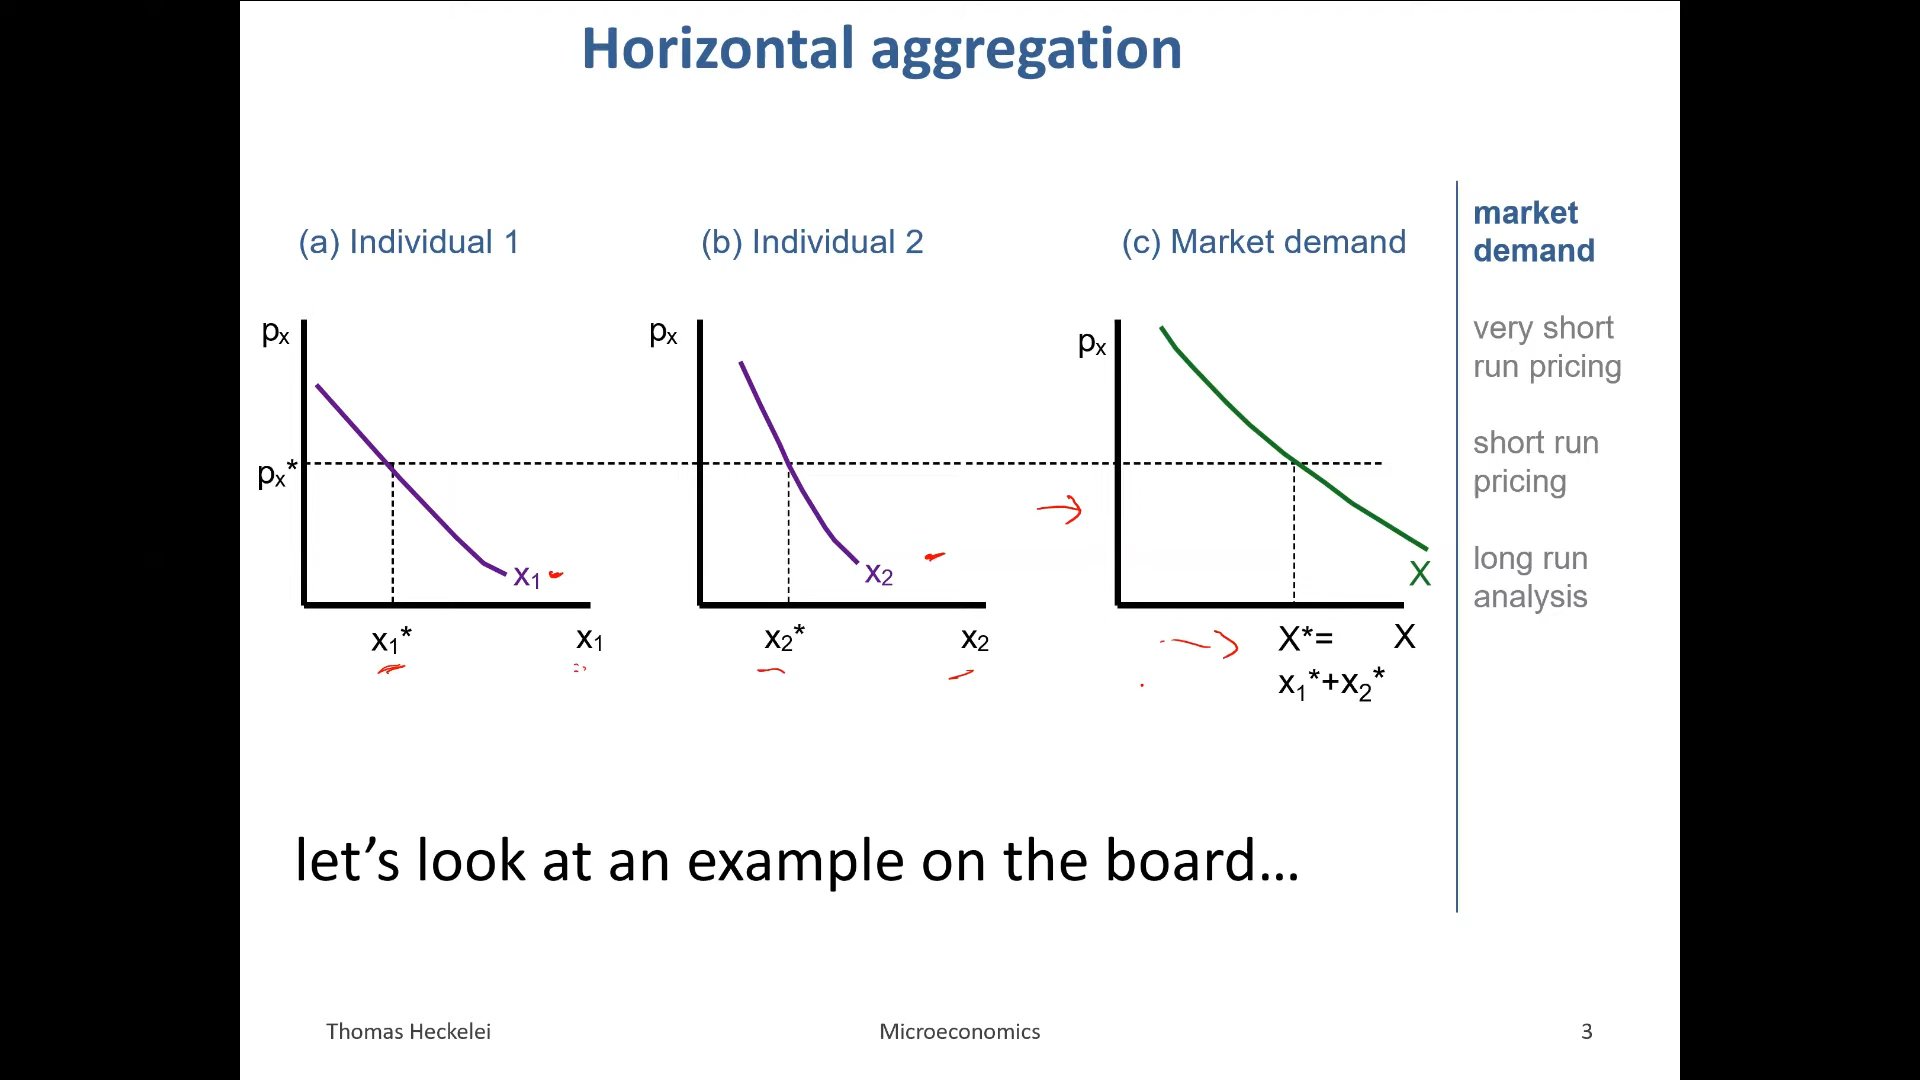 Horizontal aggregation
(a) Individual 1
(b) Individual 2
(c) Market demand
market
demand
very short
run pricing
short run
pricing
long run
analysis
pₓ
pₓ*
x₁
x₁*
x₁
pₓ
x₂
x₂*
x₂
pₓ
X
X*=
x₁*+x₂*
X
let’s look at an example on the board…
Thomas Heckelei
Microeconomics
3